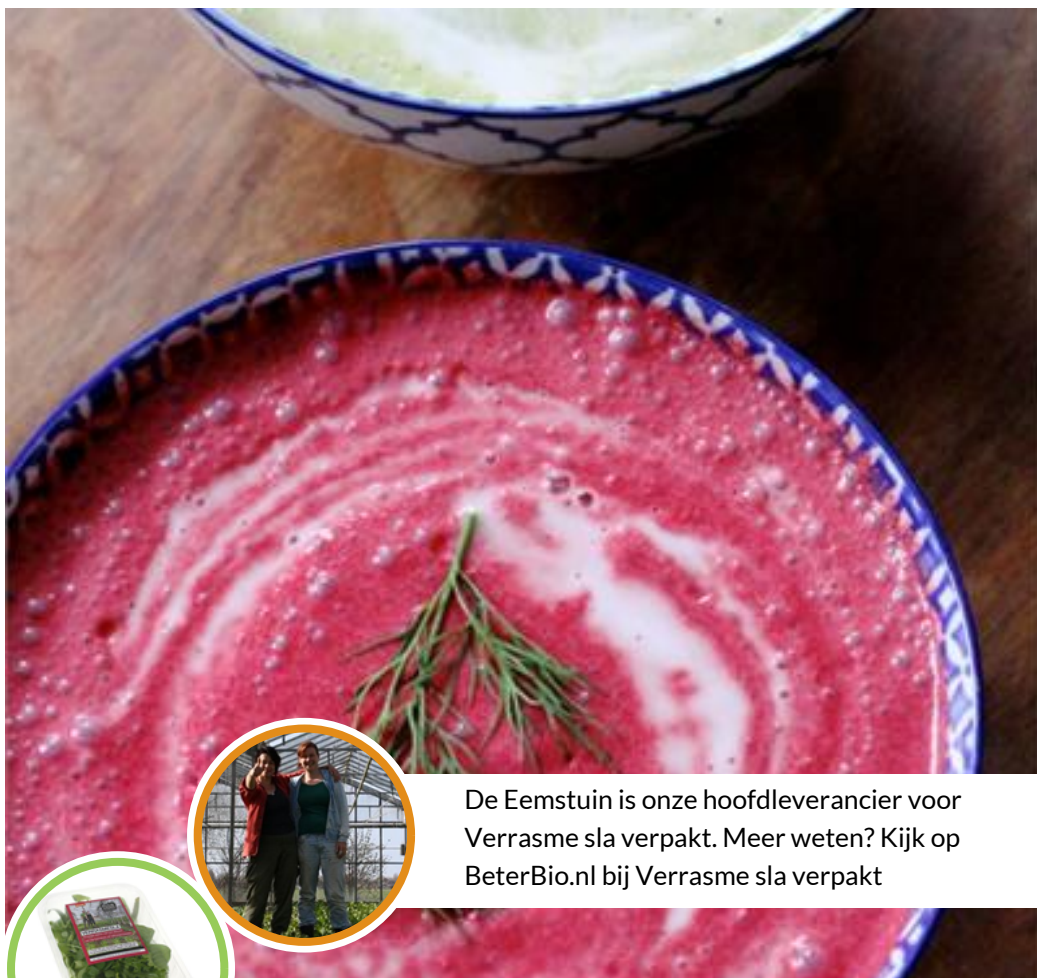 De Eemstuin is onze hoofdleverancier voor
Verrasme sla verpakt. Meer weten? Kijk op
BeterBio.nl bij Verrasme sla verpakt